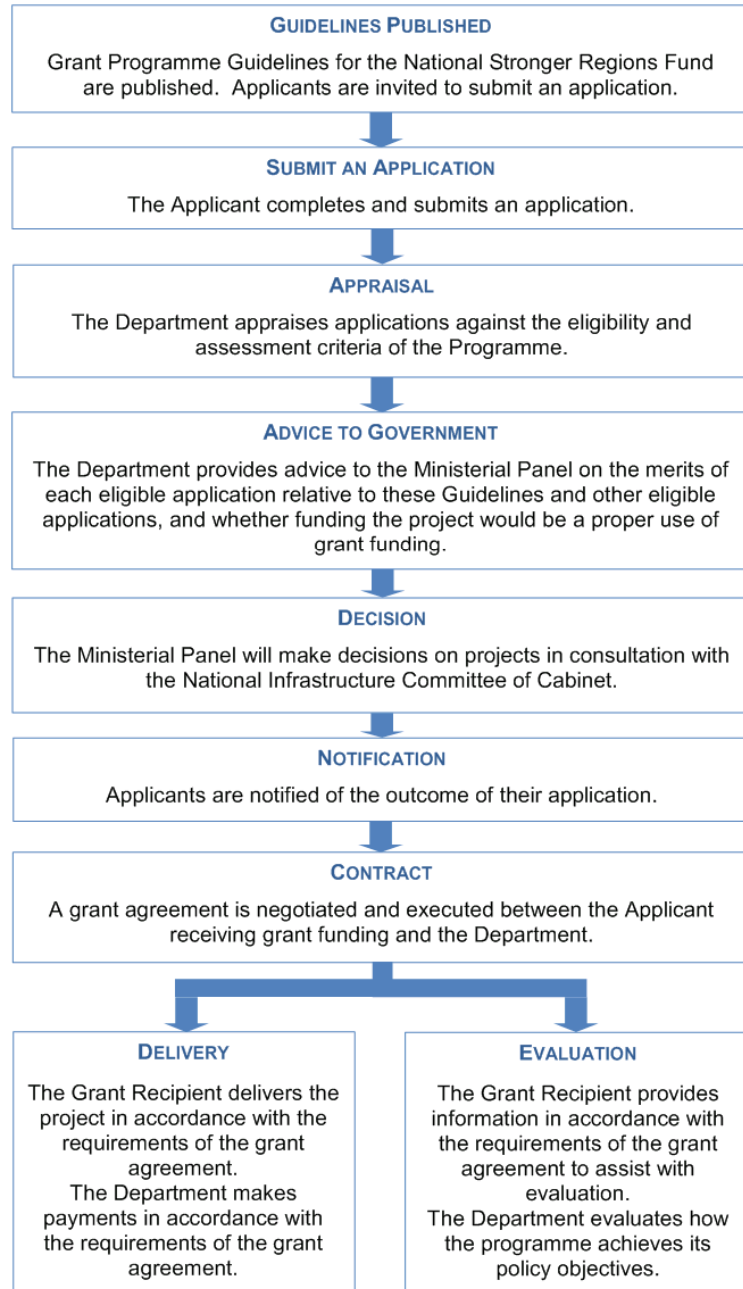 GUIDELINES PUBLISHED
Grant Programme Guidelines for the National Stronger Regions Fund
are published.  Applicants are invited to submit an application.
SUBMIT AN APPLICATION
The Applicant completes and submits an application.
APPRAISAL
The Department appraises applications against the eligibility and
assessment criteria of the Programme.
ADVICE TO GOVERNMENT
The Department provides advice to the Ministerial Panel on the merits of
each eligible application relative to these Guidelines and other eligible
applications, and whether funding the project would be a proper use of
grant funding.
DECISION
The Ministerial Panel will make decisions on projects in consultation with
the National Infrastructure Committee of Cabinet.
NOTIFICATION
Applicants are notified of the outcome of their application.
CONTRACT
A grant agreement is negotiated and executed between the Applicant
receiving grant funding and the Department.
DELIVERY
The Grant Recipient delivers the
project in accordance with the
requirements of the grant
agreement.
The Department makes
payments in accordance with
the requirements of the grant
agreement.
EVALUATION
The Grant Recipient provides
information in accordance with
the requirements of the grant
agreement to assist with
evaluation.
The Department evaluates how
the programme achieves its
policy objectives.